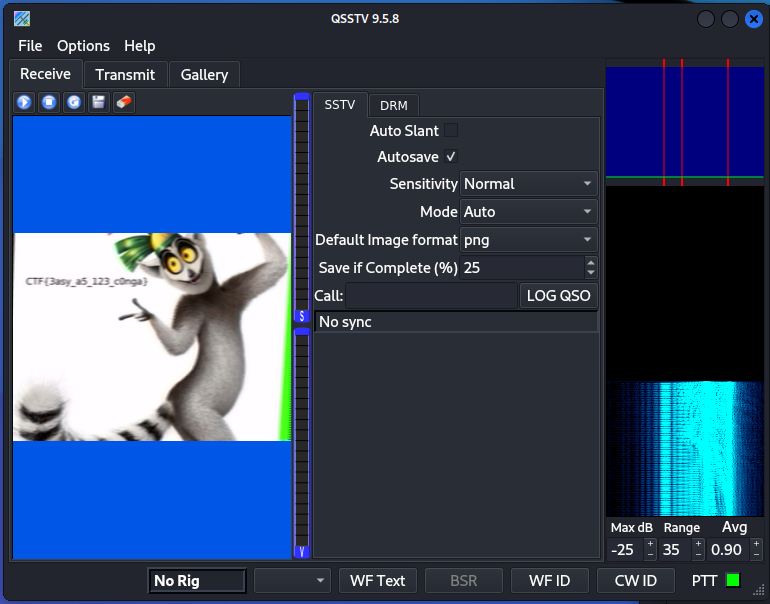 QSSTV 9.5.8
File Options Help
Receive Transmit Gallery
SSTV DRM
Auto Slant
Autosave
Sensitivity Normal
Mode Auto
Default Image format png
Save if Complete (%) 25
Call: LOG QSO
No sync
CTF{3asy_a5_123_c0nga}
S
V
Max dB Range Avg
-25 35 0.90
No Rig WF Text BSR WF ID CW ID PTT